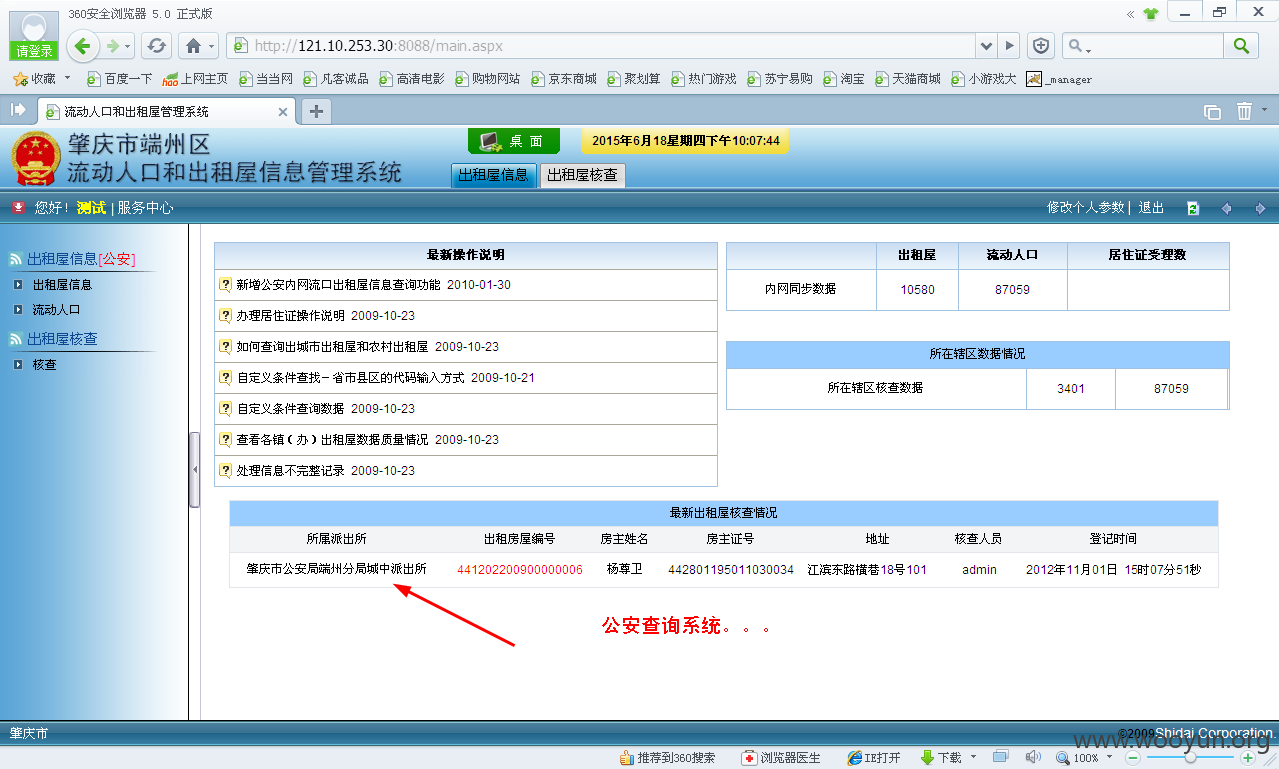 360安全浏览器 5.0 正式版
请登录
http://121.10.253.30:8088/main.aspx
收藏 百度一下 上网主页 当当网 凡客诚品 高清电影 购物网站 京东商城 聚划算 热门游戏 苏宁易购 淘宝 天猫商城 小游戏大 _manager
流动人口和出租屋管理系统
肇庆市端州区
流动人口和出租屋信息管理系统
桌 面
2015年6月18星期四下午10:07:44
出租屋信息 出租屋核查
您好! 测试 | 服务中心
修改个人参数 | 退出
出租屋信息[公安]
出租屋信息
流动人口
出租屋核查
核查
最新操作说明
新增公安内网流口出租屋信息查询功能 2010-01-30
办理居住证操作说明 2009-10-23
如何查询出城市出租屋和农村出租屋 2009-10-23
自定义条件查找－省市县区的代码输入方式 2009-10-21
自定义条件查询数据 2009-10-23
查看各镇（办）出租屋数据质量情况 2009-10-23
处理信息不完整记录 2009-10-23
出租屋 流动人口 居住证受理数
内网同步数据 10580 87059
所在辖区数据情况
所在辖区核查数据 3401 87059
最新出租屋核查情况
所属派出所 出租房屋编号 房主姓名 房主证号 地址 核查人员 登记时间
肇庆市公安局端州分局城中派出所 441202200900000006 杨尊卫 442801195011030034 江滨东路横巷18号101 admin 2012年11月01日 15时07分51秒
公安查询系统。。。
肇庆市
©2009Shidai Corporation.
www.wooyun.org
推荐到360搜索 浏览器医生 IE打开 下载 100%